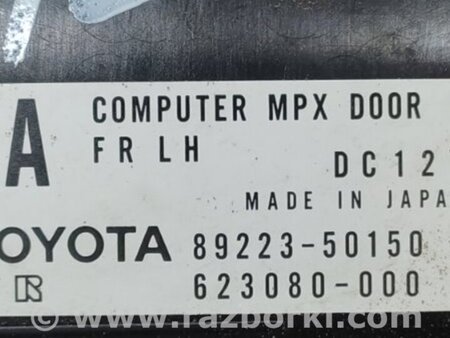 A
COMPUTER MPX DOOR
FR LH
DC12
MADE IN JAPA
OYOTA 89223-50150
R 623080-000
© www.razborki.com